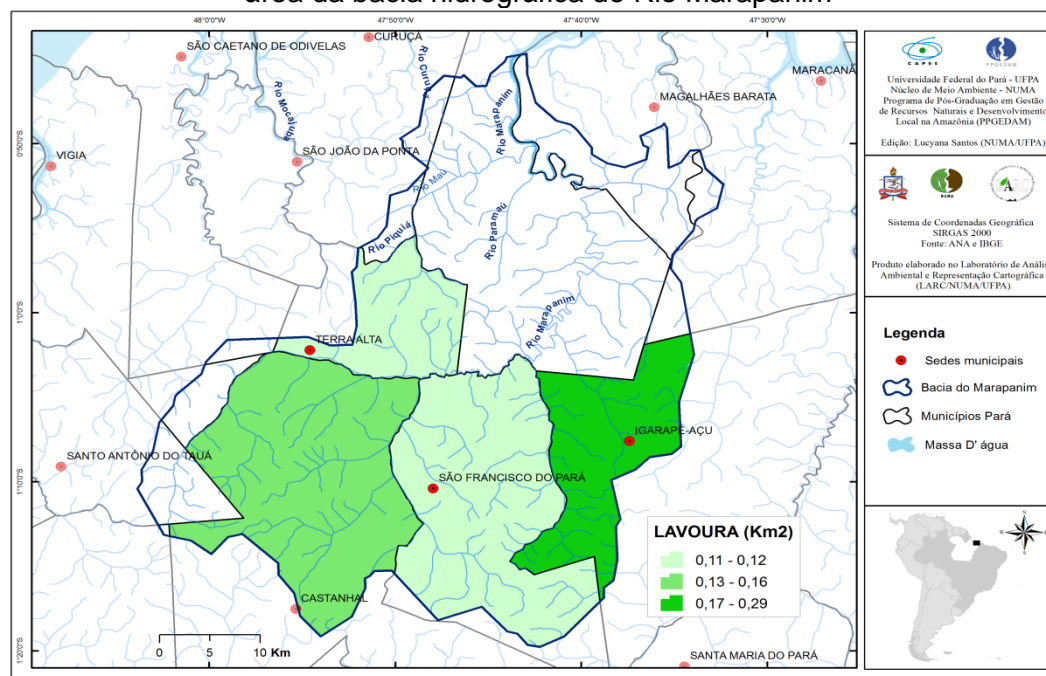 área da bacia hidrográfica do Rio Marapanim
48°0'0"W
47°50'0"W
47°40'0"W
47°30'0"W
SÃO CAETANO DE ODIVELAS
CURUÇÁ
MARACANÃ
MAGALHÃES BARATA
VIGIA
SÃO JOÃO DA PONTA
Rio Mocajuba
Rio Marapanim
Rio Maú
Rio Piquiá
Rio Paramaú
Rio Marapanim
TERRA ALTA
IGARAPÉ-AÇU
SANTO ANTÔNIO DO TAUÁ
SÃO FRANCISCO DO PARÁ
CASTANHAL
SANTA MARIA DO PARÁ
0°50'0"S
1°0'0"S
1°10'0"S
1°20'0"S
0 5 10 Km
LAVOURA (Km2)
0,11 - 0,12
0,13 - 0,16
0,17 - 0,29
CAPES
PPGEDAM
Universidade Federal do Pará - UFPA
Núcleo de Meio Ambiente - NUMA
Programa de Pós-Graduação em Gestão
de Recursos Naturais e Desenvolvimento
Local na Amazônia (PPGEDAM)
Edição: Lucyana Santos (NUMA/UFPA)
NUMA
Sistema de Coordenadas Geográfica
SIRGAS 2000
Fonte: ANA e IBGE
Produto elaborado no Laboratório de Análise
Ambiental e Representação Cartográfica
(LARC/NUMA/UFPA)
Legenda
Sedes municipais
Bacia do Marapanim
Municípios Pará
Massa D' água
N
W
E
S